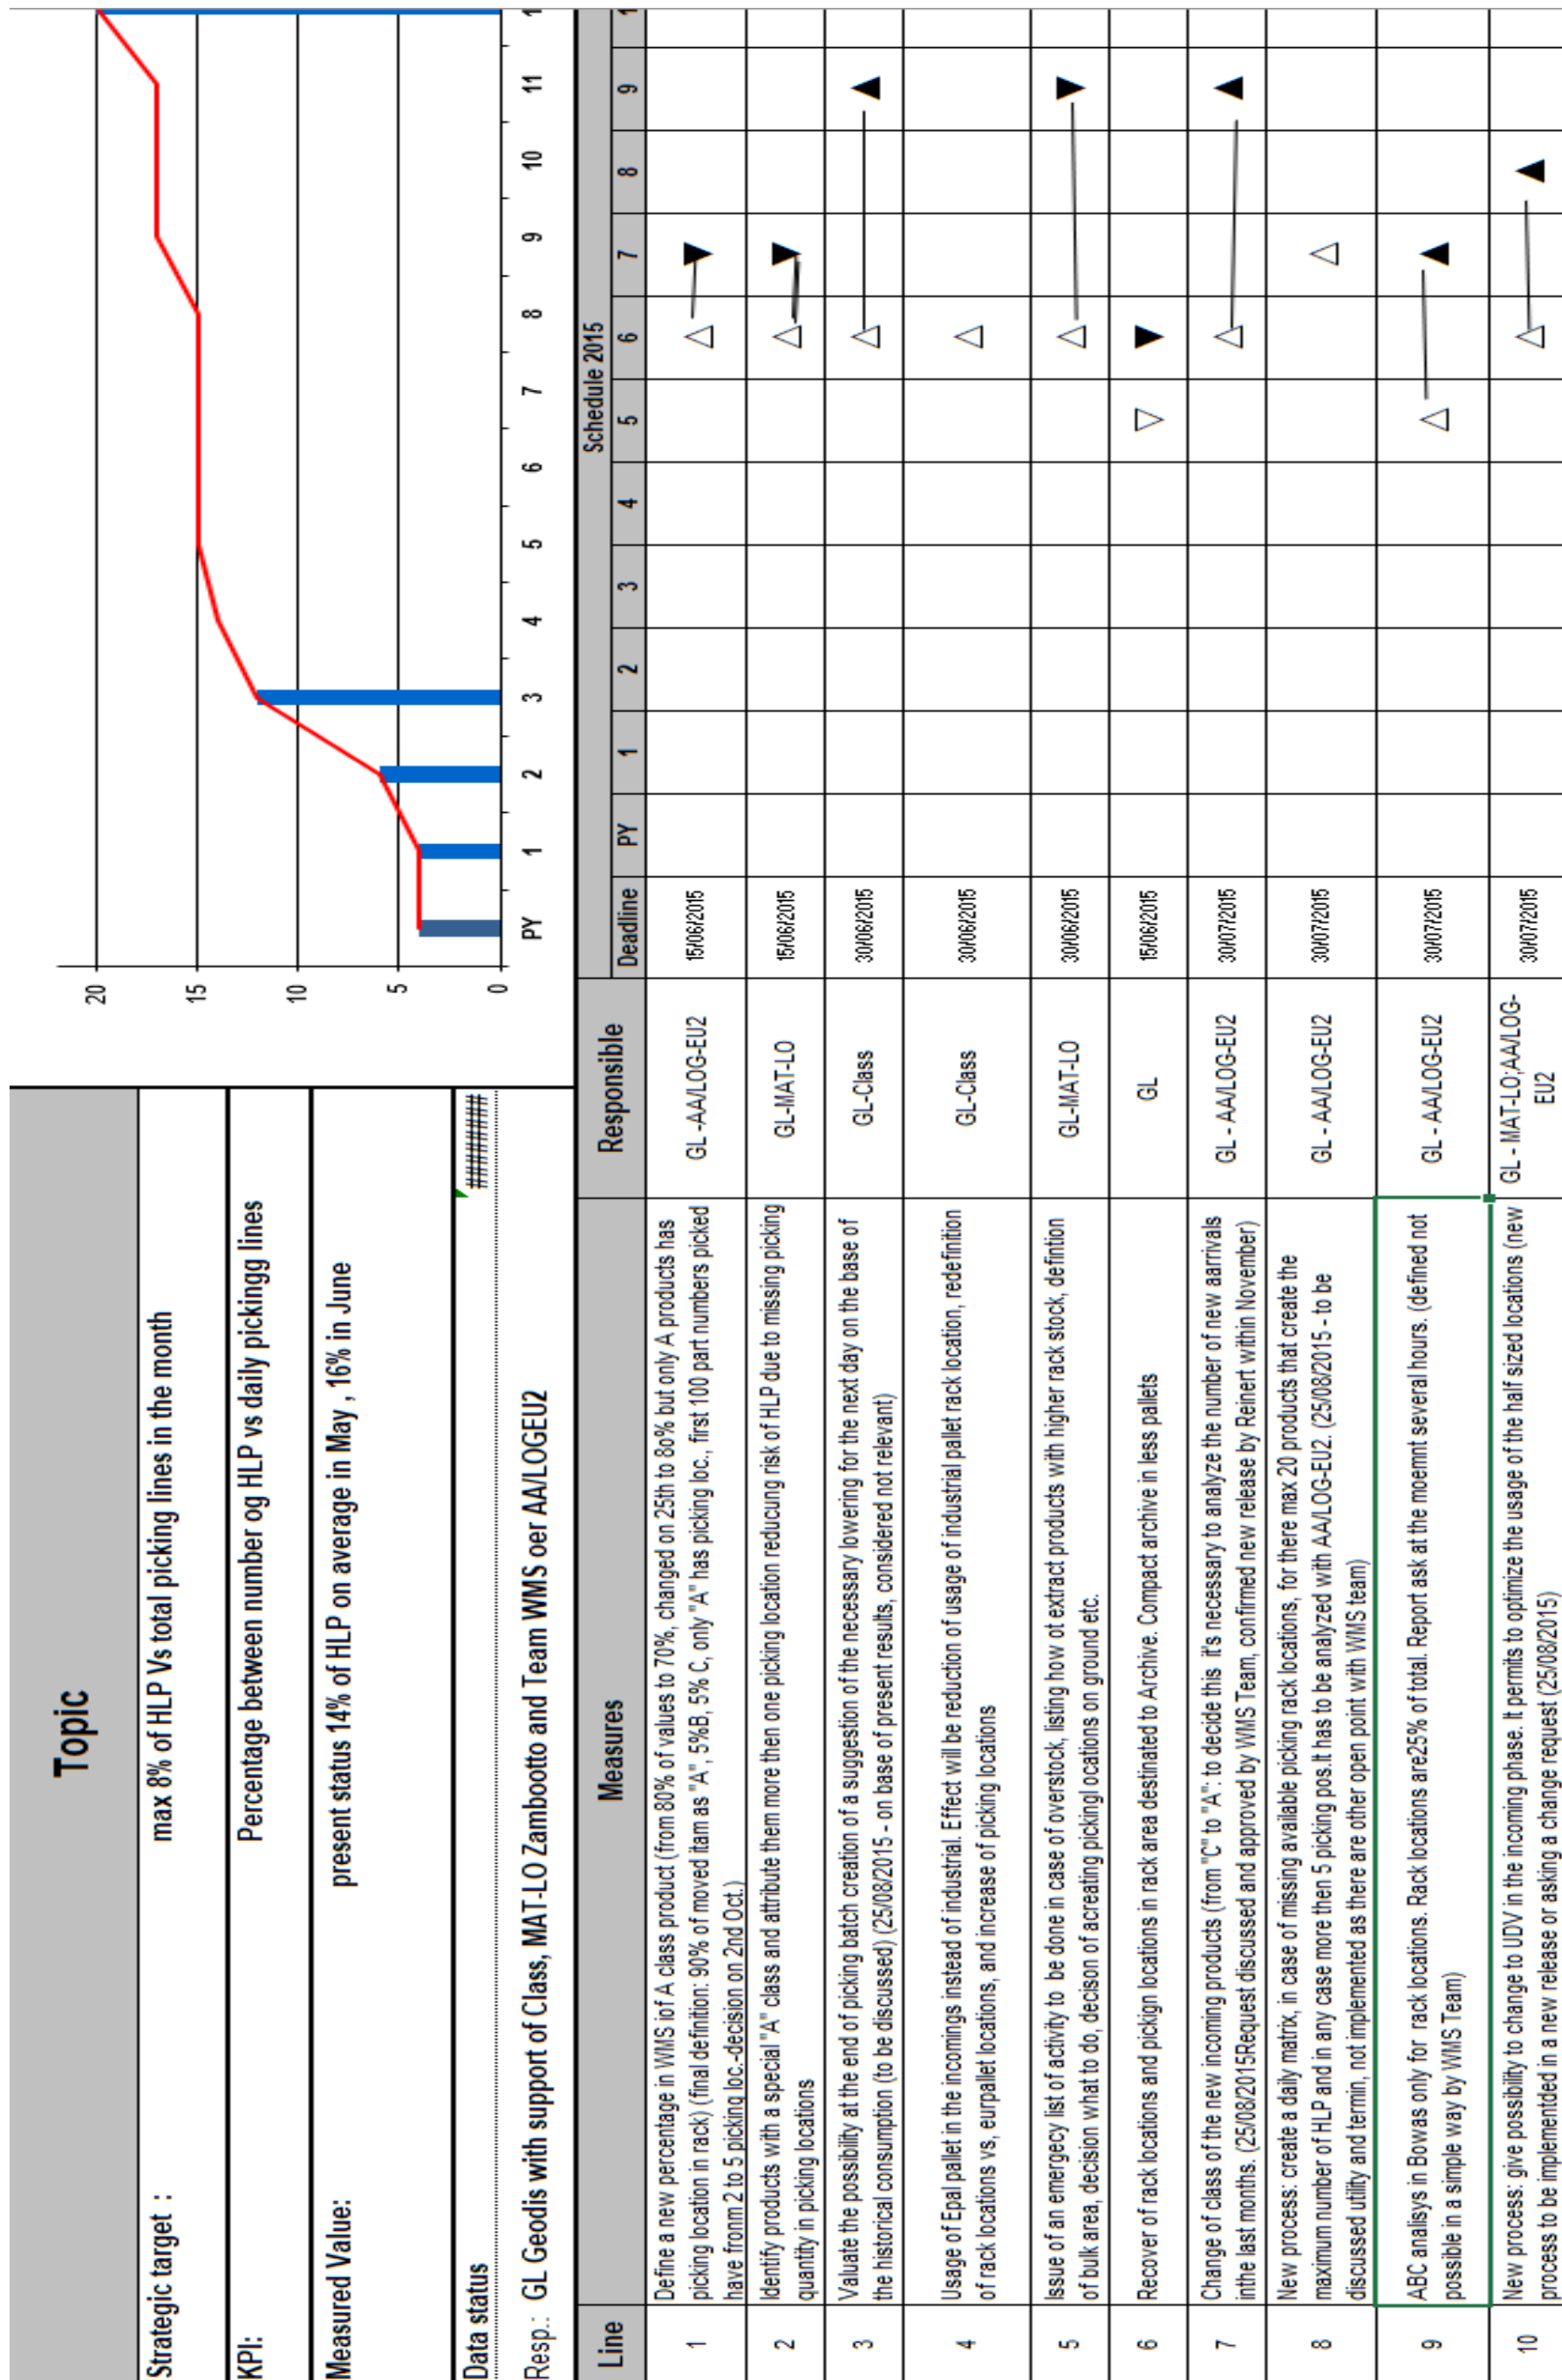 Topic
Strategic target : max 8% of HLP Vs total picking lines in the month
KPI: Percentage between number og HLP vs daily pickingg lines
Measured Value: present status 14% of HLP on average in May , 16% in June
Data status #######
Resp.: GL Geodis with support of Class, MAT-LO Zambootto and Team WMS oer AA/LOGEU2
20
15
10
5
0
PY 1 2 3 4 5 6 7 8 9 10 11 1
Line Measures Responsible Deadline Schedule 2015
PY 1 2 3 4 5 6 7 8 9 1
1 Define a new percentage in WMS iof A class product (from 80% of values to 70%, changed on 25th to 8o% but only A products has
picking location in rack) (final definition: 90% of moved itam as "A", 5%B, 5% C, only "A" has picking loc., first 100 part numbers picked
have fronm 2 to 5 picking loc.-decision on 2nd Oct.)
GL -AA/LOG-EU2 15/06/2015
2 Identify products with a special "A" class and attribute them more then one picking location reducung risk of HLP due to missing picking
quantity in picking locations
GL-MAT-LO 15/06/2015
3 Valuate the possibility at the end of picking batch creation of a suggestion of the necessary lowering for the next day on the base of
the historical consumption (to be discussed) (25/08/2015 - on base of present results, considered not relevant)
GL-Class 30/06/2015
4 Usage of Epal pallet in the incomings instead of industrial. Effect will be reduction of usage of industrial pallet rack location, redefinition
of rack locations vs, eurpallet locations, and increase of picking locations
GL-Class 30/06/2015
5 Issue of an emergecy list of activity to be done in case of overstock, listing how ot extract products with higher rack stock, defintion
of bulk area, decision what to do, decison of acreating pickingl ocations on ground etc.
GL-MAT-LO 30/06/2015
6 Recover of rack locations and pickign locations in rack area destinated to Archive. Compact archive in less pallets
GL 15/06/2015
7 Change of class of the new incoming products (from "C" to "A": to decide this it's necessary to analyze the number of new aarrivals
inthe last months. (25/08/2015Request discussed and approved by WMS Team, confirmed new release by Reinert within November)
GL - AA/LOG-EU2 30/07/2015
8 New process: create a daily matrix, in case of missing available picking rack locations, for there max 20 products that create the
maximum number of HLP and in any case more then 5 picking pos.It has to be analyzed with AA/LOG-EU2. (25/08/2015 - to be
discussed utility and termin, not implemented as there are other open point with WMS team)
GL - AA/LOG-EU2 30/07/2015
9 ABC analisys in Bowas only for rack locations. Rack locations are25% of total. Report ask at the moemnt several hours. (defined not
possible in a simple way by WMS Team)
GL - AA/LOG-EU2 30/07/2015
10 New process: give possibility to change to UDV in the incoming phase. It permits to optimize the usage of the half sized locations (new
process to be implemented in a new release or asking a change request (25/08/2015)
GL - MAT-LO;AA/LOG-
EU2
30/07/2015